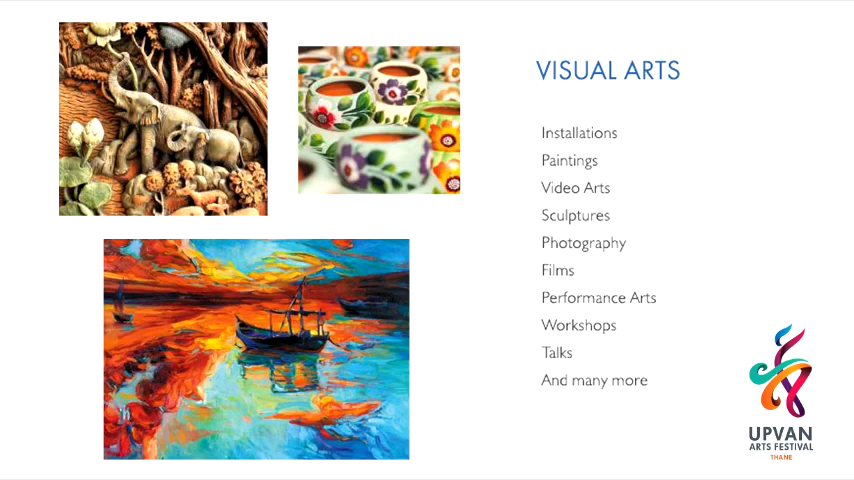 VISUAL ARTS
Installations
Paintings
Video Arts
Sculptures
Photography
Films
Performance Arts
Workshops
Talks
And many more
UPVAN
ARTS FESTIVAL
THANE